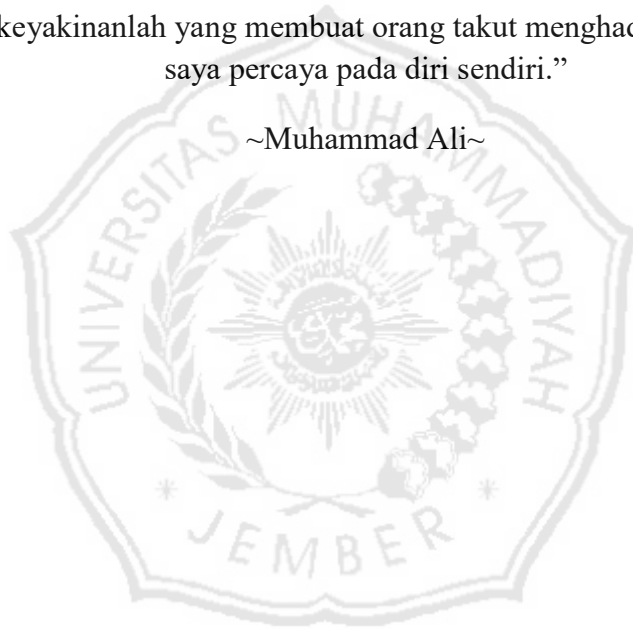 keyakinanlah yang membuat orang takut menghad
saya percaya pada diri sendiri.”
~Muhammad Ali~
UNIVERSITAS MUHAMMADIYAH
JEMBER